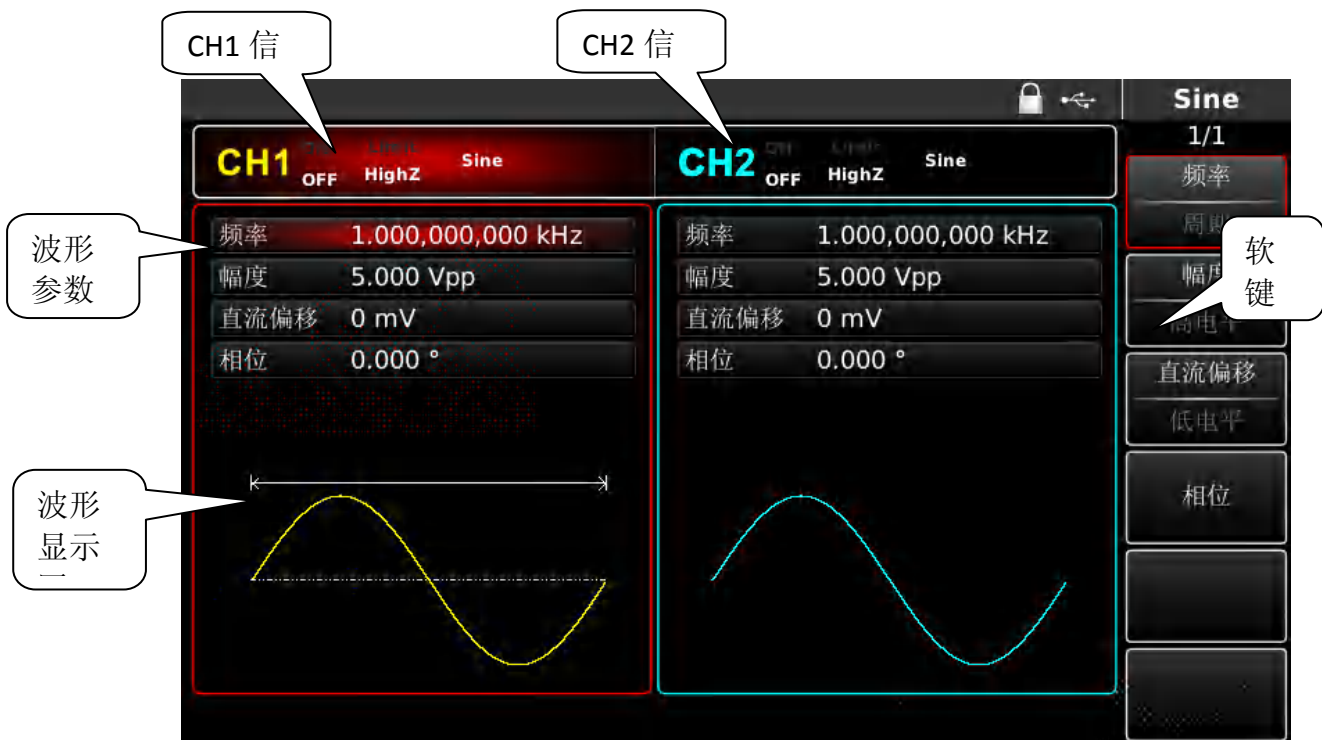 CH1 信
CH2 信
Sine
1/1
CH1 OFF HighZ Sine
CH2 OFF HighZ Sine
波形
参数
频率 1.000,000,000 kHz
幅度 5.000 Vpp
直流偏移 0 mV
相位 0.000 °
频率 1.000,000,000 kHz
幅度 5.000 Vpp
直流偏移 0 mV
相位 0.000 °
频率
软
键
高电平
直流偏移
低电平
相位
波形
显示